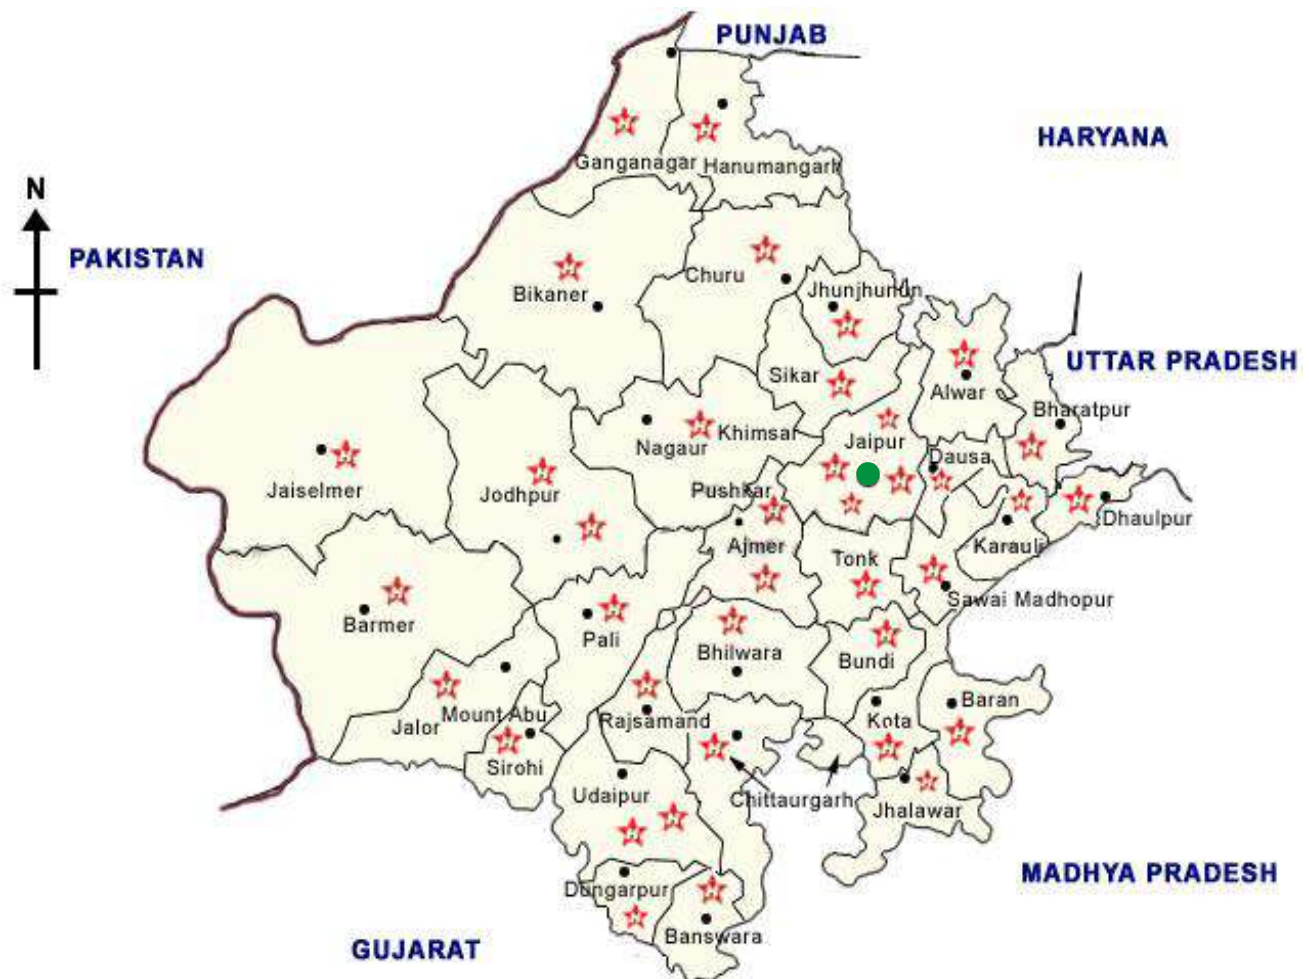 PUNJAB
HARYANA
Ganganagar
Hanumangarh
N
PAKISTAN
Churu
Bikaner
Jhunjhunun
UTTAR PRADESH
Sikar
Alwar
Bharatpur
Nagaur
Khimsar
Jaipur
Dausa
Jaiselmer
Jodhpur
Pushkar
Dhaulpur
Ajmer
Tonk
Karauli
Sawai Madhopur
Barmer
Pali
Bhilwara
Bundi
Baran
Mount Abu
Jalor
Rajsamand
Kota
Sirohi
Udaipur
Chittaurgarh
Jhalawar
MADHYA PRADESH
Dungarpur
Banswara
GUJARAT